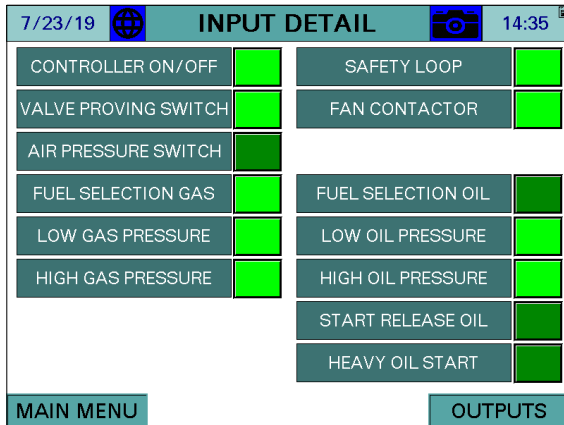 7/23/19 INPUT DETAIL 14:35
CONTROLLER ON/OFF SAFETY LOOP
VALVE PROVING SWITCH FAN CONTACTOR
AIR PRESSURE SWITCH
FUEL SELECTION GAS FUEL SELECTION OIL
LOW GAS PRESSURE LOW OIL PRESSURE
HIGH GAS PRESSURE HIGH OIL PRESSURE
START RELEASE OIL
HEAVY OIL START
MAIN MENU OUTPUTS